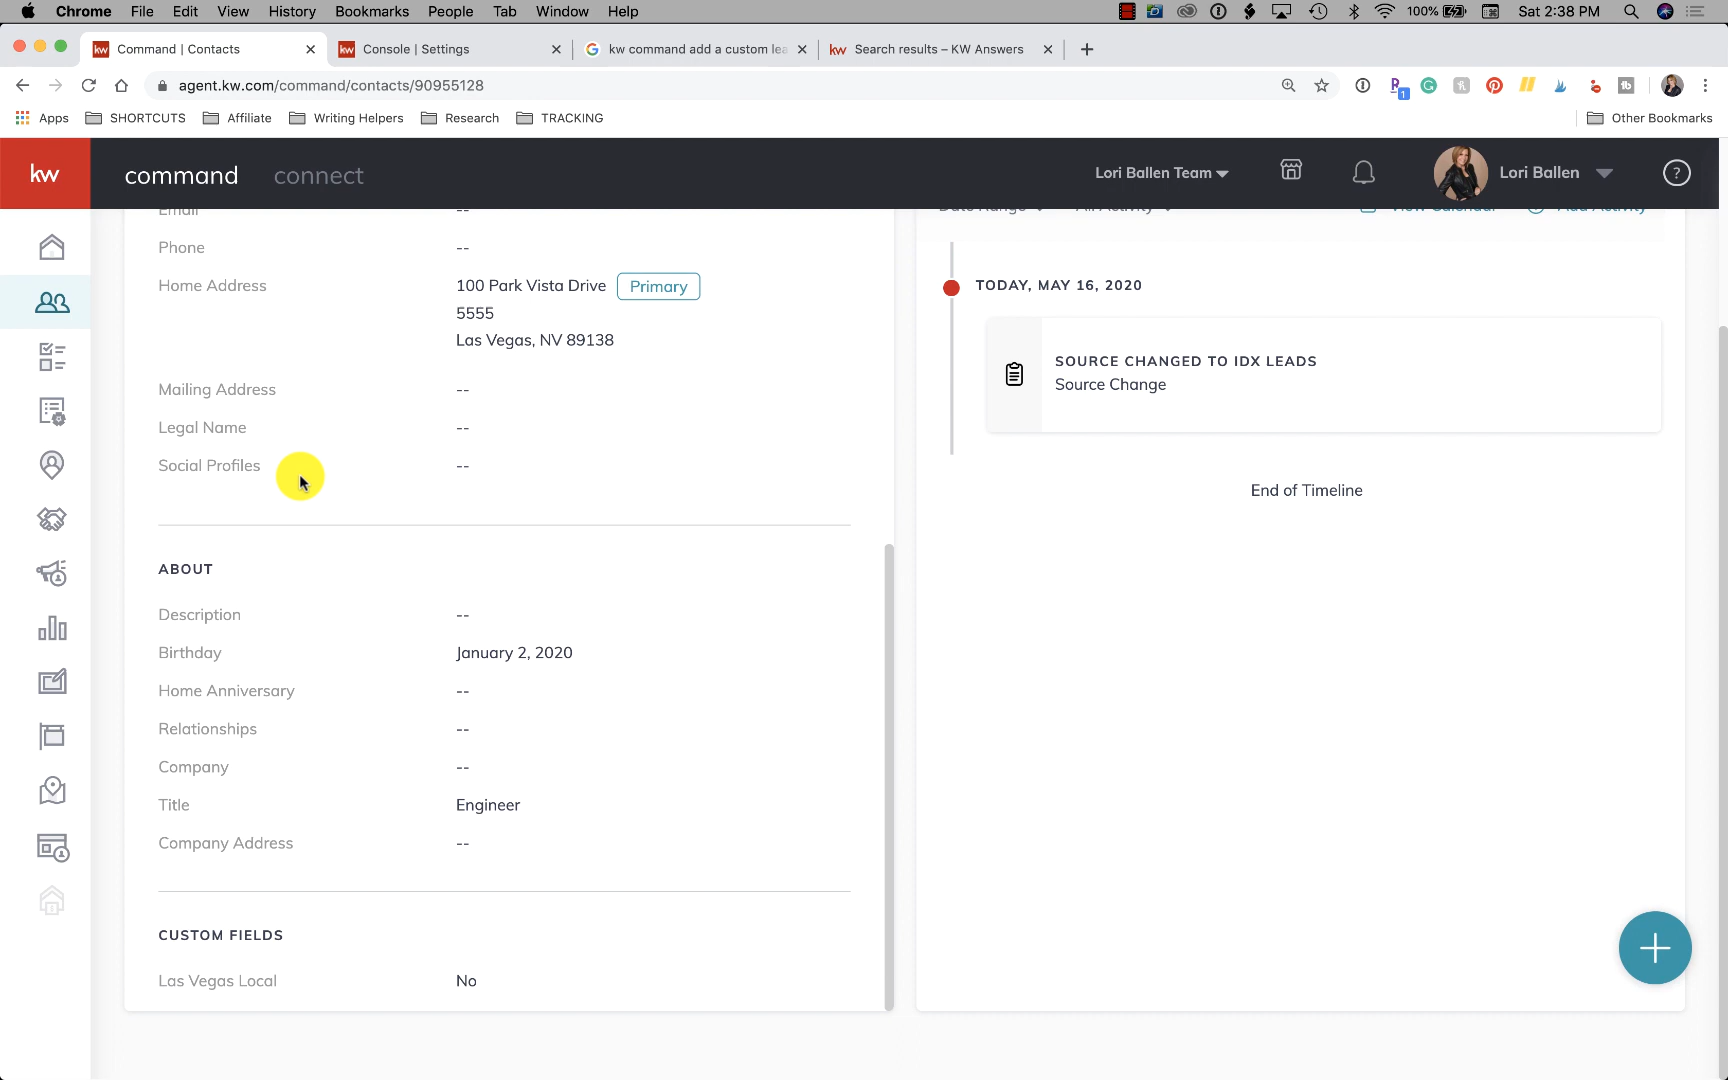 Chrome File Edit View History Bookmarks People Tab Window Help 100% Sat 2:38 PM
Command | Contacts Console | Settings kw command add a custom lea Search results – KW Answers
agent.kw.com/command/contacts/90955128
Apps SHORTCUTS Affiliate Writing Helpers Research TRACKING Other Bookmarks
kw command connect Lori Ballen Team Lori Ballen ?
Email -- Date Range All Activity View Calendar Add Activity
Phone --
Home Address 100 Park Vista Drive Primary
5555
Las Vegas, NV 89138
TODAY, MAY 16, 2020
SOURCE CHANGED TO IDX LEADS
Source Change
Mailing Address --
Legal Name --
Social Profiles --
End of Timeline
ABOUT
Description --
Birthday January 2, 2020
Home Anniversary --
Relationships --
Company --
Title Engineer
Company Address --
CUSTOM FIELDS
Las Vegas Local No